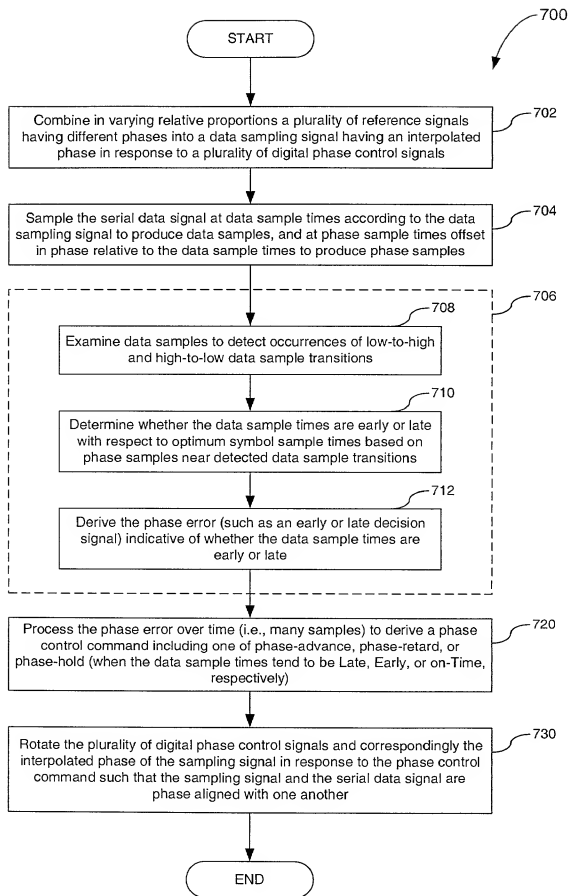 700
START
Combine in varying relative proportions a plurality of reference signals
having different phases into a data sampling signal having an interpolated
phase in response to a plurality of digital phase control signals
702
Sample the serial data signal at data sample times according to the data
sampling signal to produce data samples, and at phase sample times offset
in phase relative to the data sample times to produce phase samples
704
706
708
Examine data samples to detect occurrences of low-to-high
and high-to-low data sample transitions
710
Determine whether the data sample times are early or late
with respect to optimum symbol sample times based on
phase samples near detected data sample transitions
712
Derive the phase error (such as an early or late decision
signal) indicative of whether the data sample times are
early or late
Process the phase error over time (i.e., many samples) to derive a phase
control command including one of phase-advance, phase-retard, or
phase-hold (when the data sample times tend to be Late, Early, or on-Time,
respectively)
720
Rotate the plurality of digital phase control signals and correspondingly the
interpolated phase of the sampling signal in response to the phase control
command such that the sampling signal and the serial data signal are
phase aligned with one another
730
END